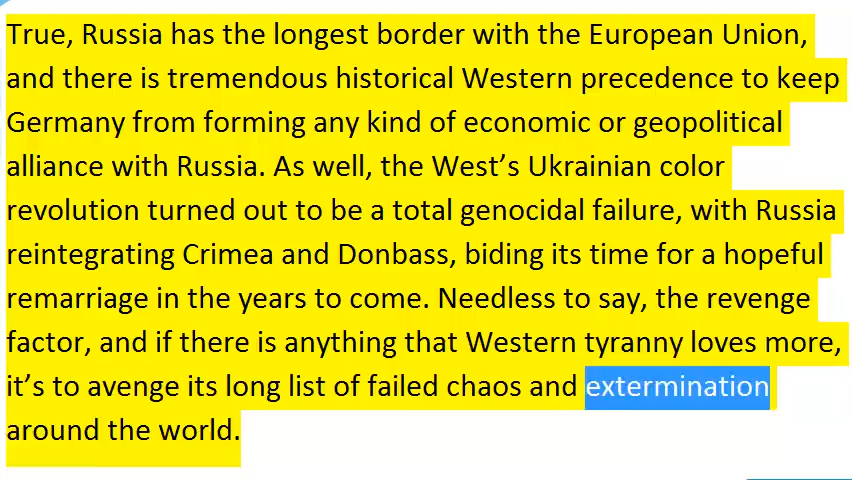 True, Russia has the longest border with the European Union,
and there is tremendous historical Western precedence to keep
Germany from forming any kind of economic or geopolitical
alliance with Russia. As well, the West’s Ukrainian color
revolution turned out to be a total genocidal failure, with Russia
reintegrating Crimea and Donbass, biding its time for a hopeful
remarriage in the years to come. Needless to say, the revenge
factor, and if there is anything that Western tyranny loves more,
it’s to avenge its long list of failed chaos and extermination
around the world.